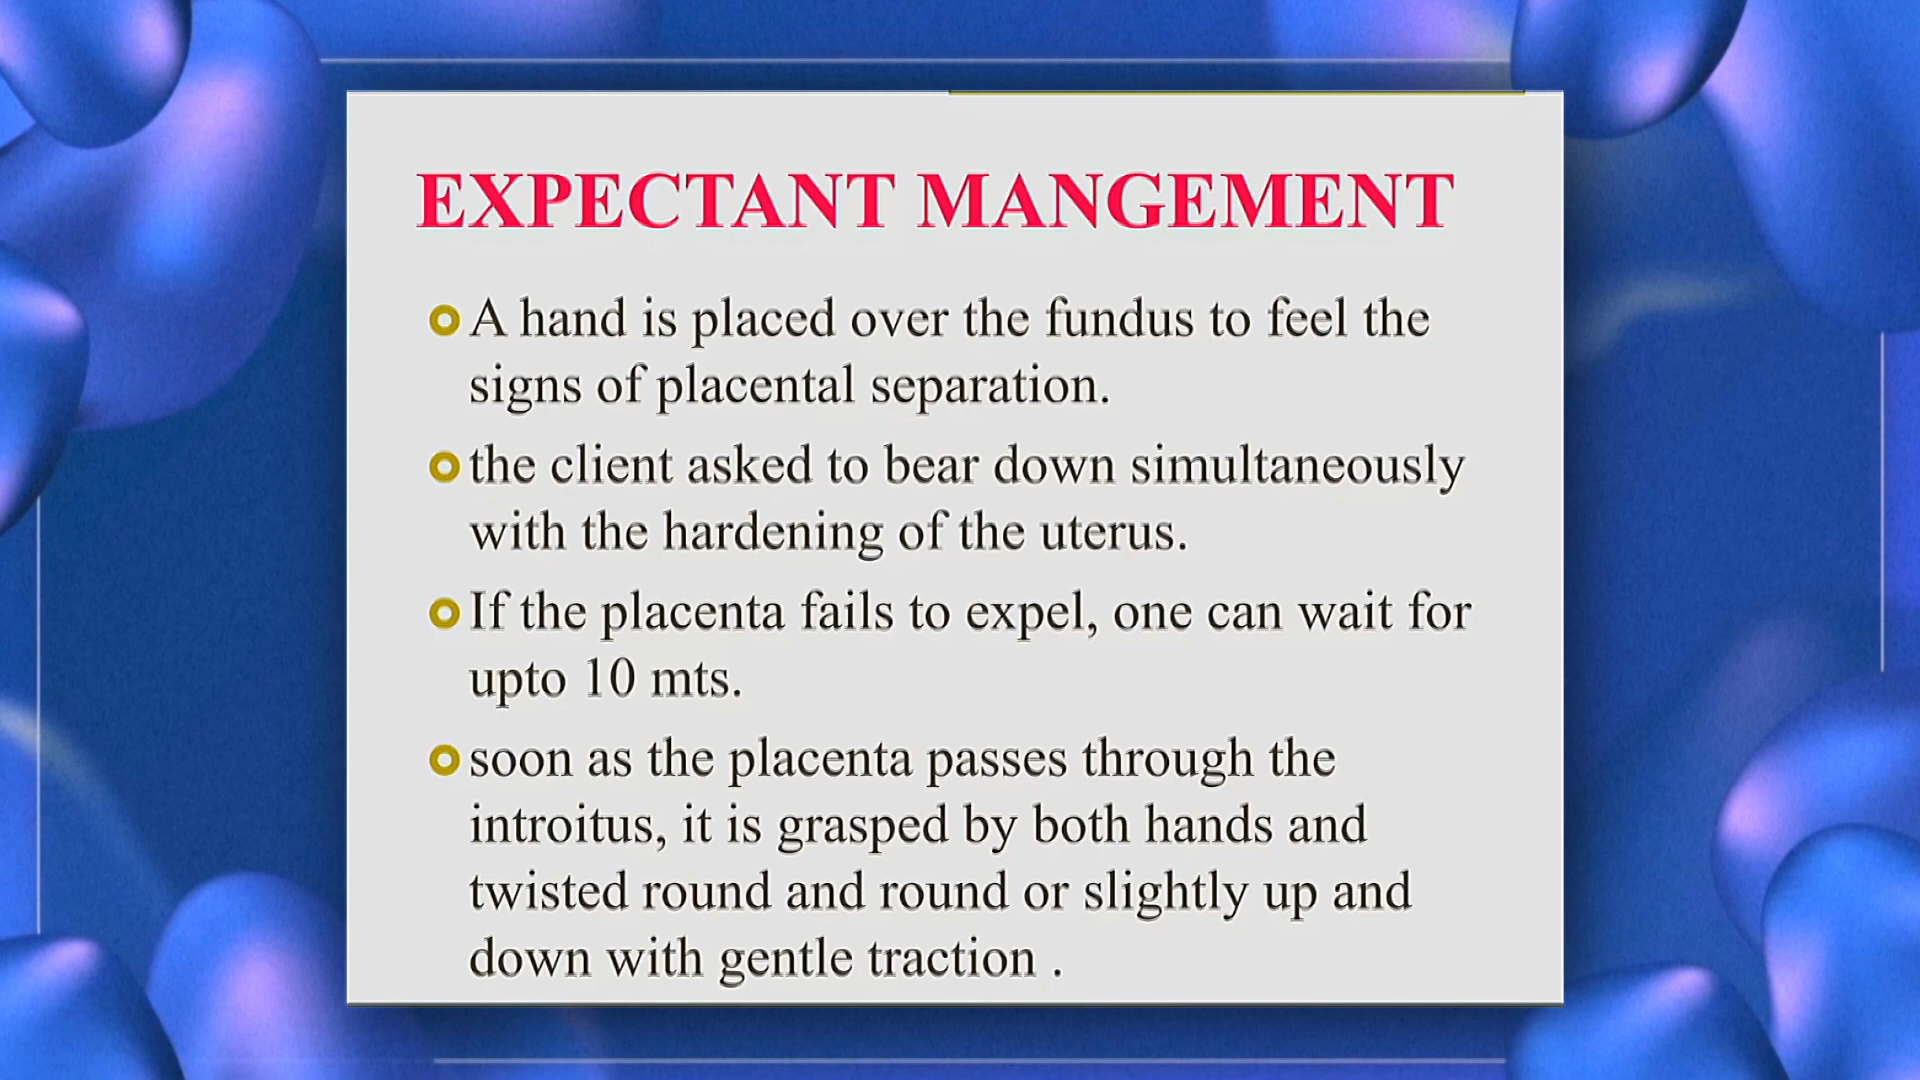 EXPECTANT MANGEMENT
A hand is placed over the fundus to feel the
signs of placental separation.
the client asked to bear down simultaneously
with the hardening of the uterus.
If the placenta fails to expel, one can wait for
upto 10 mts.
soon as the placenta passes through the
introitus, it is grasped by both hands and
twisted round and round or slightly up and
down with gentle traction .